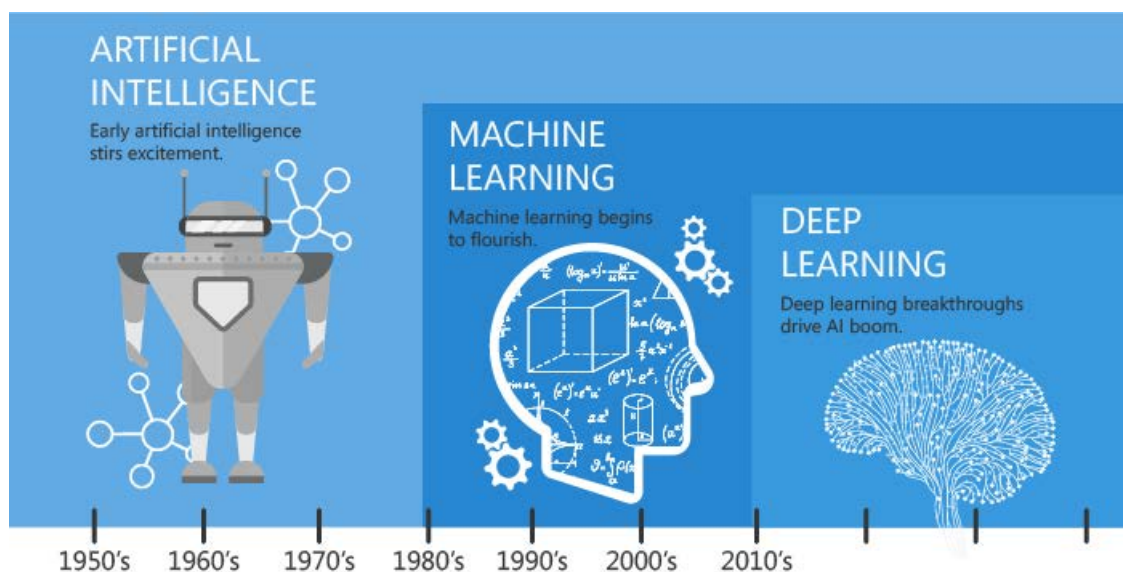 ARTIFICIAL
INTELLIGENCE
Early artificial intelligence
stirs excitement.
MACHINE
LEARNING
Machine learning begins
to flourish.
DEEP
LEARNING
Deep learning breakthroughs
drive AI boom.
1950's 1960's 1970's 1980's 1990's 2000's 2010's